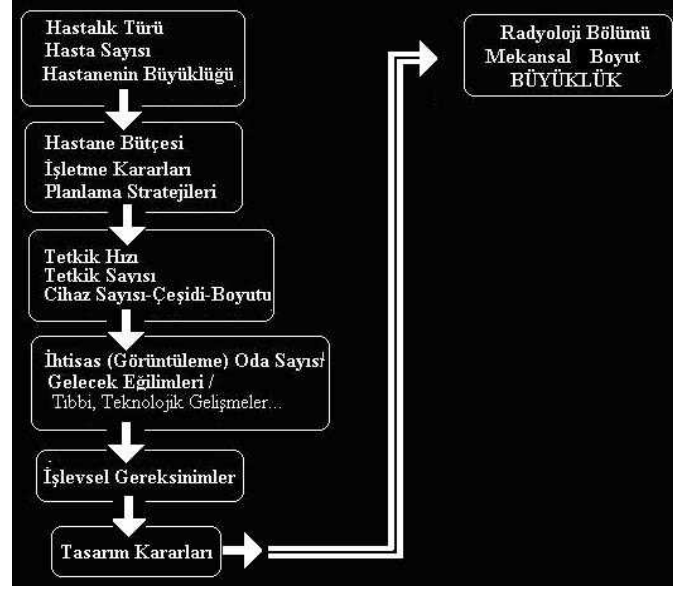 Hastalık Türü
Hasta Sayısı
Hastanenin Büyüklüğü
Hastane Bütçesi
İşletme Kararları
Planlama Stratejileri
Tetkik Hızı
Tetkik Sayısı
Cihaz Sayısı-Çeşidi-Boyutu
İhtisas (Görüntüleme) Oda Sayısı
Gelecek Eğilimleri /
Tıbbi, Teknolojik Gelişmeler...
İşlevsel Gereksinimler
Tasarım Kararları
Radyoloji Bölümü
Mekansal Boyut
BÜYÜKLÜK